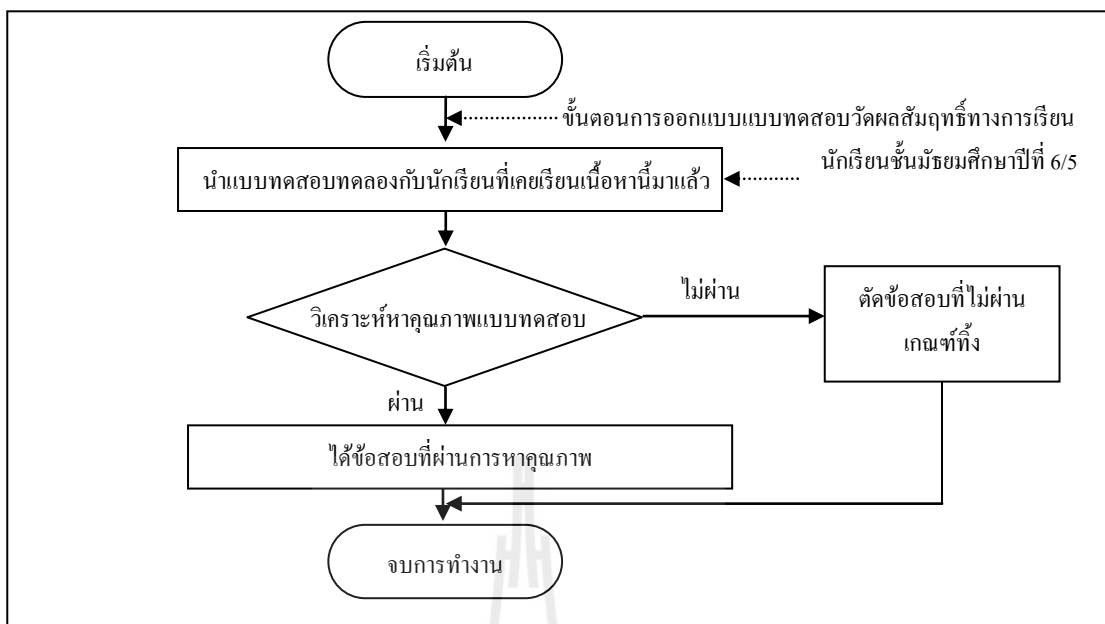 เริ่มต้น
ขั้นตอนการออกแบบแบบทดสอบวัดผลสัมฤทธิ์ทางการเรียน
นักเรียนชั้นมัธยมศึกษาปีที่ 6/5
นำแบบทดสอบทดลองกับนักเรียนที่เคยเรียนเนื้อหานี้มาแล้ว
วิเคราะห์หาคุณภาพแบบทดสอบ
ไม่ผ่าน
ตัดข้อสอบที่ไม่ผ่าน
เกณฑ์ทิ้ง
ผ่าน
ได้ข้อสอบที่ผ่านการหาคุณภาพ
จบการทำงาน